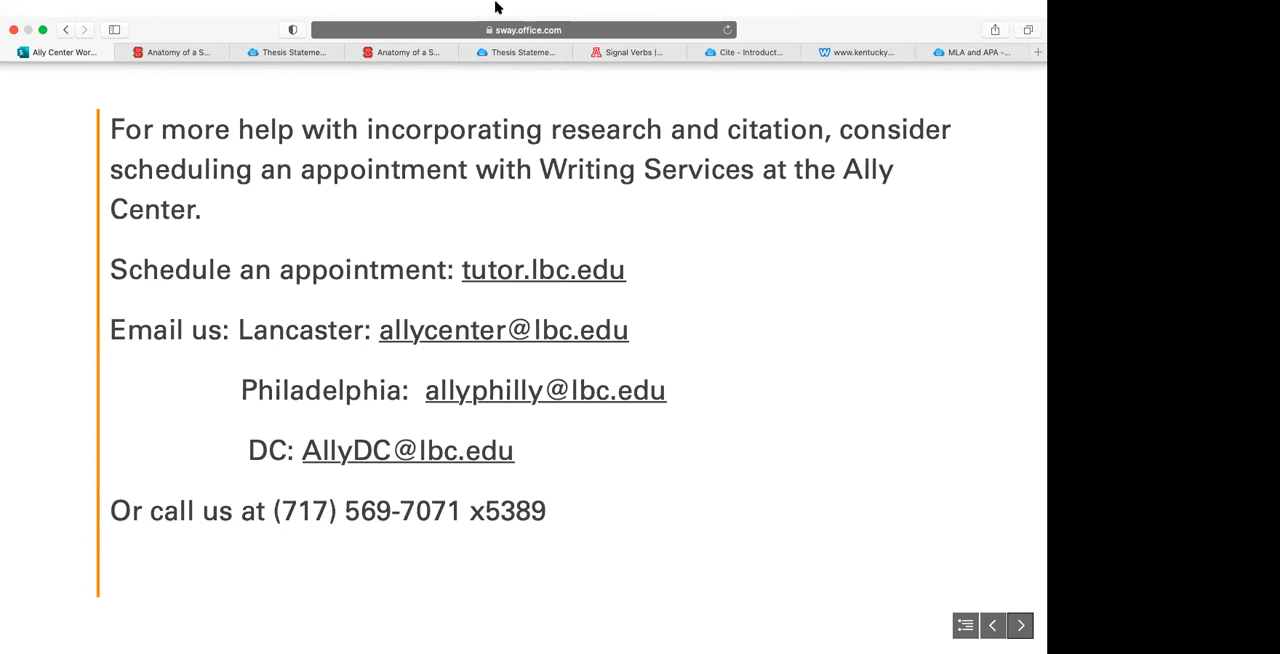 sway.office.com
Ally Center Wor... Anatomy of a S... Thesis Stateme... Anatomy of a S... Thesis Stateme... Signal Verbs |... Cite - Introduct... www.kentucky... MLA and APA -...
For more help with incorporating research and citation, consider
scheduling an appointment with Writing Services at the Ally
Center.
Schedule an appointment: tutor.lbc.edu
Email us: Lancaster: allycenter@lbc.edu
Philadelphia: allyphilly@lbc.edu
DC: AllyDC@lbc.edu
Or call us at (717) 569-7071 x5389